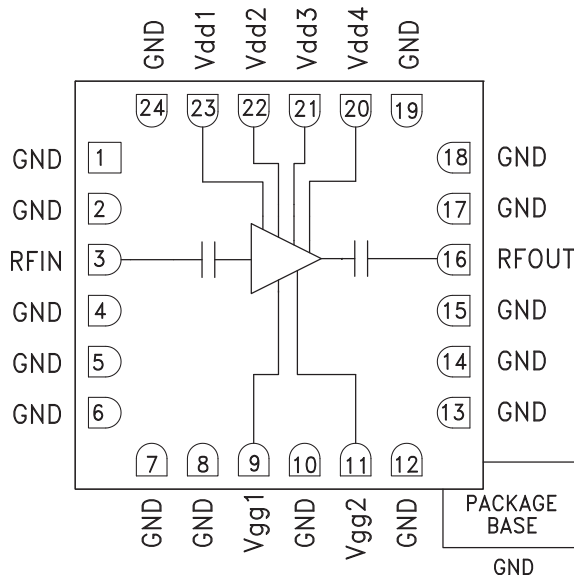 GND Vdd1 Vdd2 Vdd3 Vdd4 GND
24 23 22 21 20 19
GND 1 18 GND
GND 2 17 GND
RFIN 3 16 RFOUT
GND 4 15 GND
GND 5 14 GND
GND 6 13 GND
7 8 9 10 11 12
GND GND Vgg1 GND Vgg2 GND
PACKAGE
BASE
GND